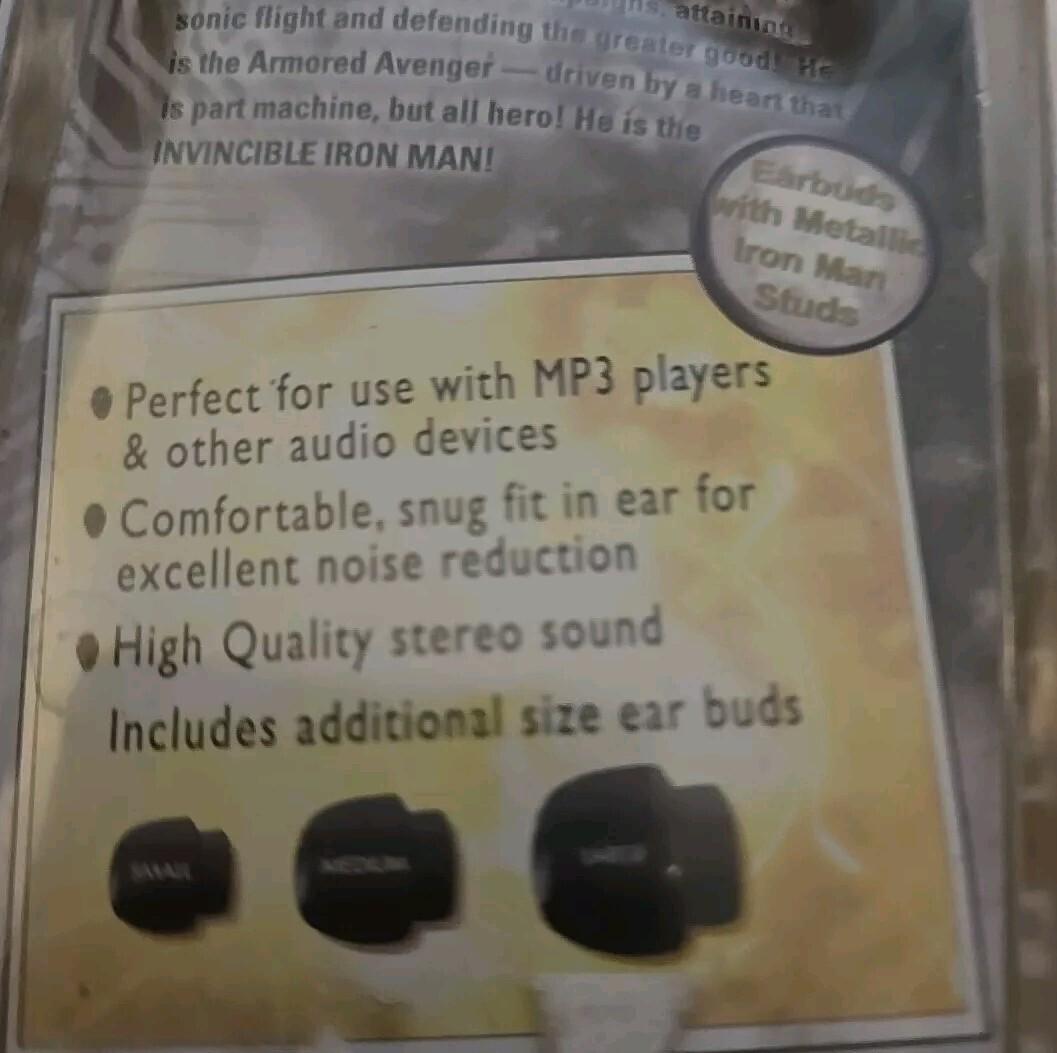 attaining
sonic flight and defending the greater good! He
is the Armored Avenger — driven by a heart that
is part machine, but all hero! He is the
INVINCIBLE IRON MAN!
Earbuds
with Metallic
Iron Man
Studs
• Perfect for use with MP3 players
& other audio devices
• Comfortable, snug fit in ear for
excellent noise reduction
• High Quality stereo sound
Includes additional size ear buds
SMALL
MEDIUM